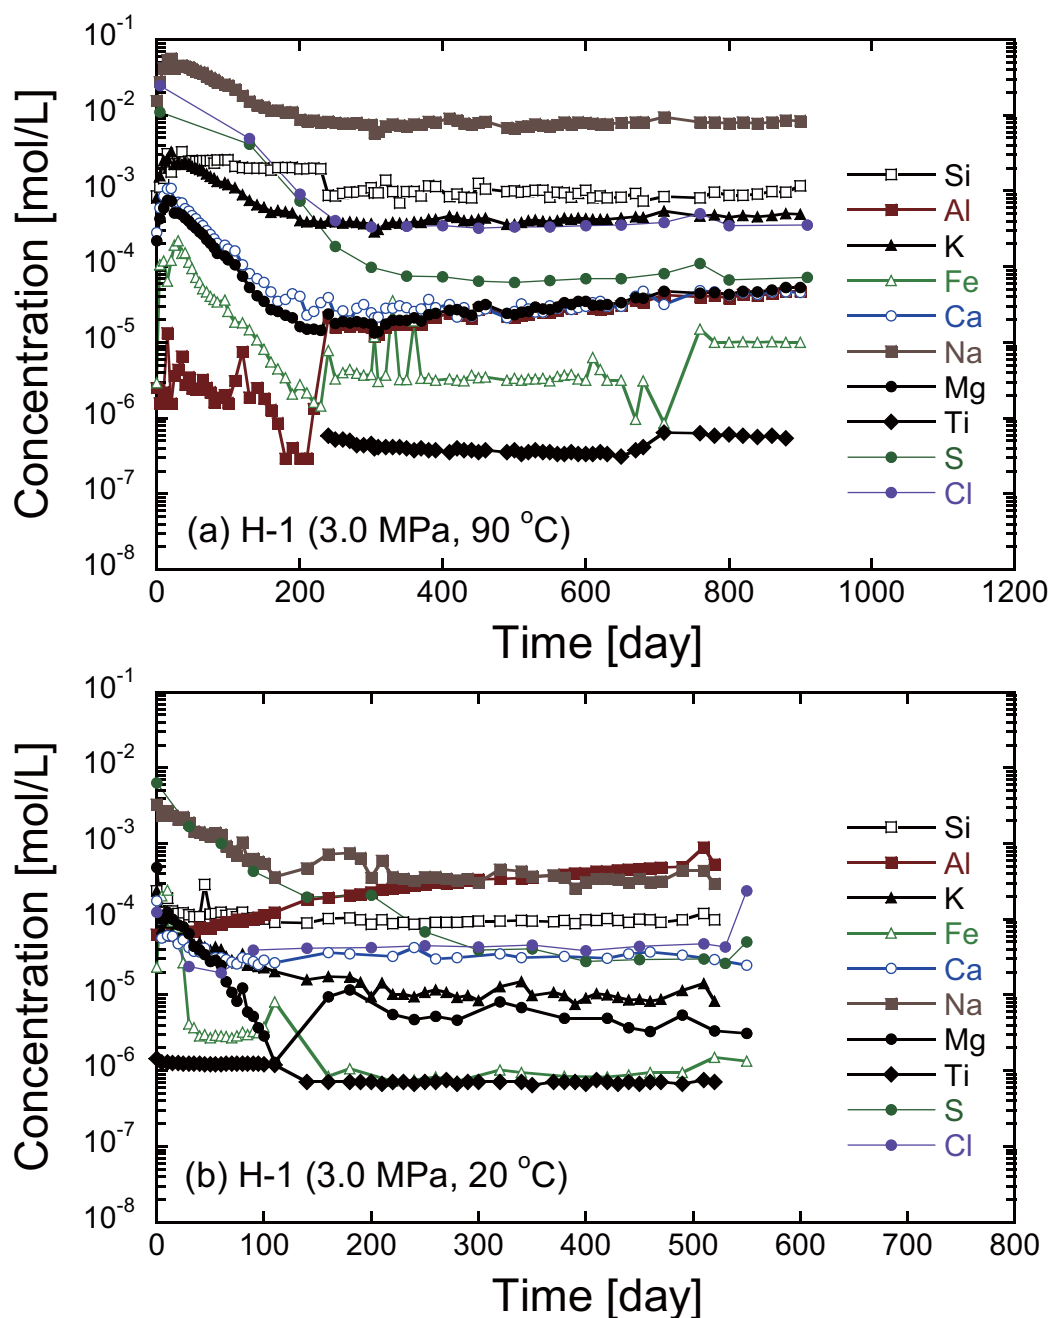 Concentration [mol/L]
10^-1
10^-2
10^-3
10^-4
10^-5
10^-6
10^-7
10^-8
Si
Al
K
Fe
Ca
Na
Mg
Ti
S
Cl
(a) H-1 (3.0 MPa, 90 °C)
0 200 400 600 800 1000 1200
Time [day]
Concentration [mol/L]
10^-1
10^-2
10^-3
10^-4
10^-5
10^-6
10^-7
10^-8
Si
Al
K
Fe
Ca
Na
Mg
Ti
S
Cl
(b) H-1 (3.0 MPa, 20 °C)
0 100 200 300 400 500 600 700 800
Time [day]